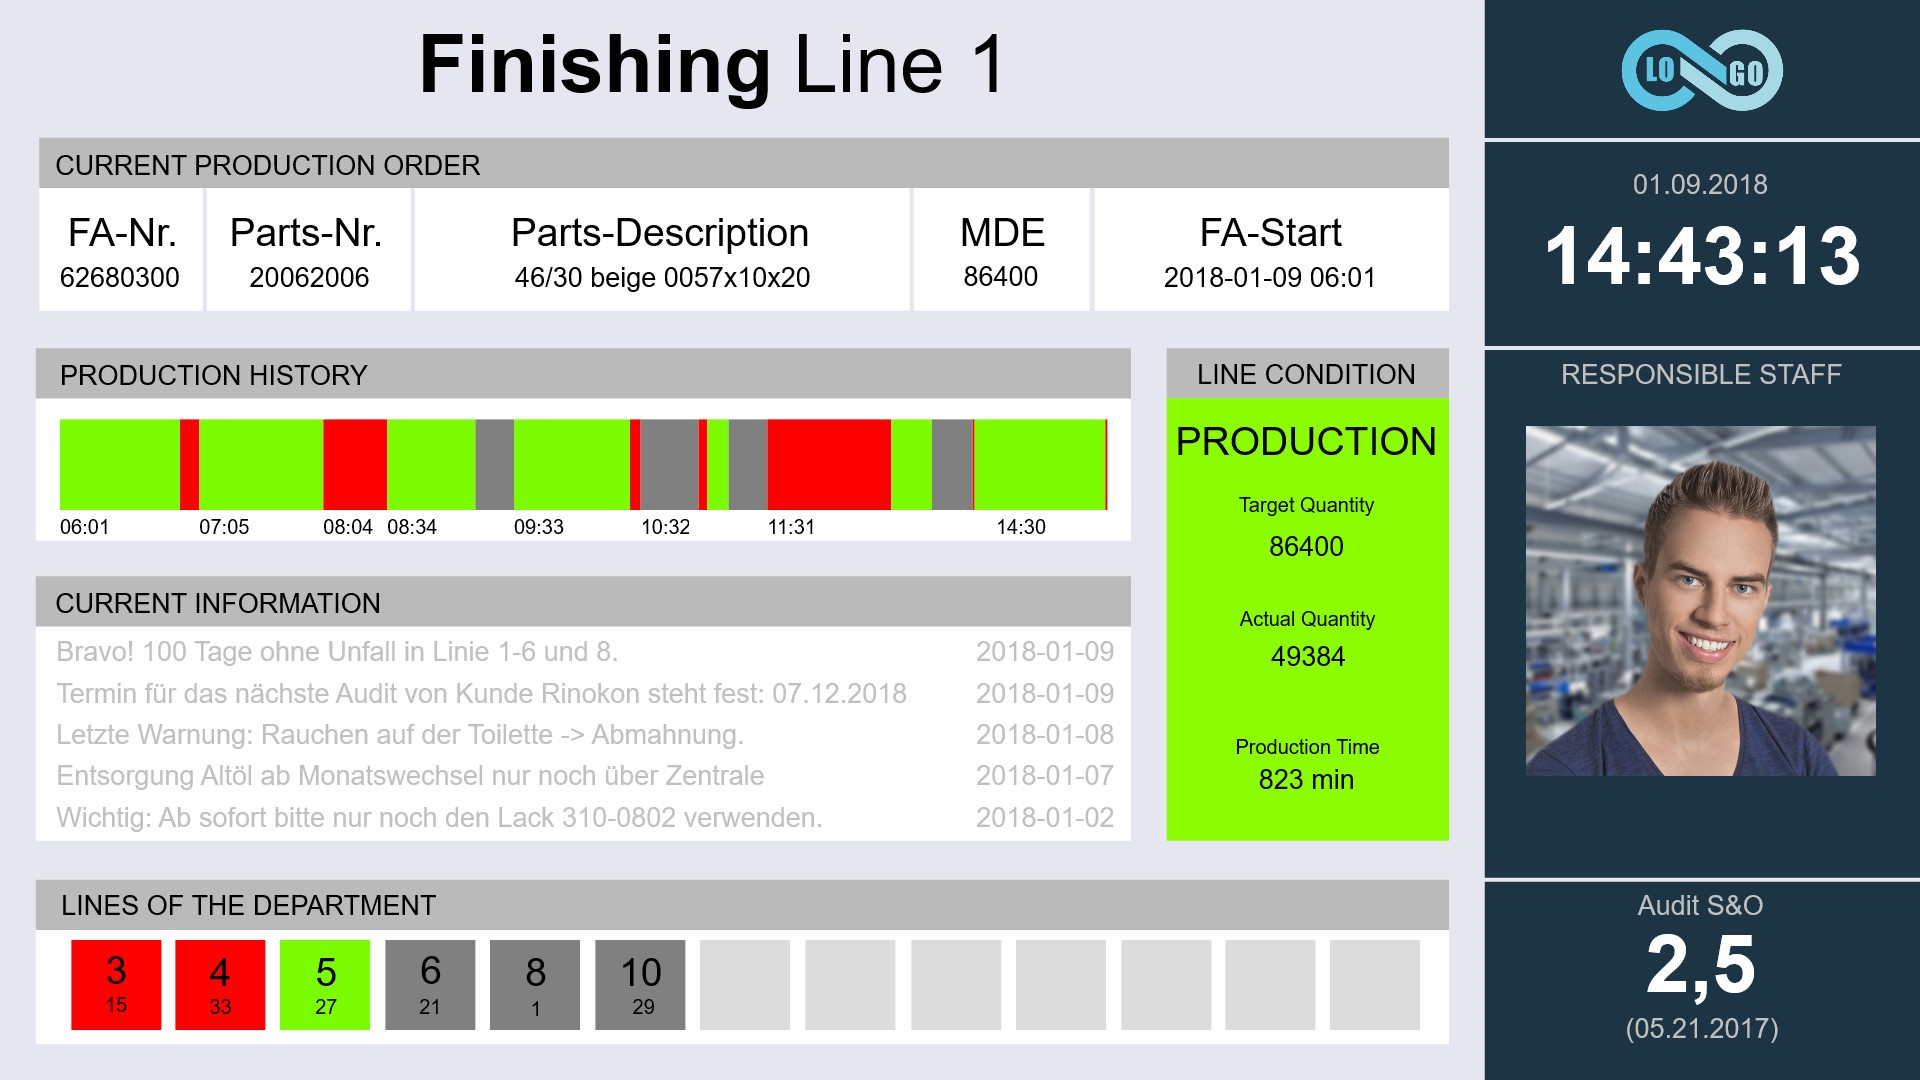 Finishing Line 1
LO GO
01.09.2018
14:43:13
CURRENT PRODUCTION ORDER
FA-Nr. Parts-Nr. Parts-Description MDE FA-Start
62680300 20062006 46/30 beige 0057x10x20 86400 2018-01-09 06:01
PRODUCTION HISTORY
06:01 07:05 08:04 08:34 09:33 10:32 11:31 14:30
LINE CONDITION
PRODUCTION
Target Quantity
86400
Actual Quantity
49384
Production Time
823 min
RESPONSIBLE STAFF
CURRENT INFORMATION
Bravo! 100 Tage ohne Unfall in Linie 1-6 und 8. 2018-01-09
Termin für das nächste Audit von Kunde Rinokon steht fest: 07.12.2018 2018-01-09
Letzte Warnung: Rauchen auf der Toilette -> Abmahnung. 2018-01-08
Entsorgung Altöl ab Monatswechsel nur noch über Zentrale 2018-01-07
Wichtig: Ab sofort bitte nur noch den Lack 310-0802 verwenden. 2018-01-02
LINES OF THE DEPARTMENT
3 4 5 6 8 10
15 33 27 21 1 29
Audit S&O
2,5
(05.21.2017)